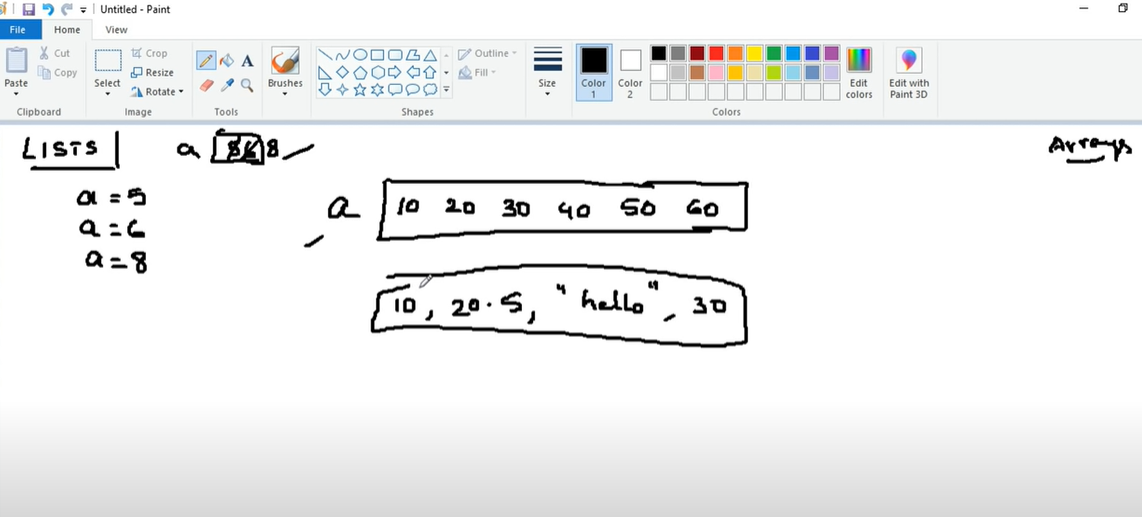 Untitled - Paint
File Home View
Paste
Cut
Copy
Clipboard
Select
Crop
Resize
Rotate
Image
A
Tools
Brushes
Shapes
Outline
Fill
Size
Color 1
Color 2
Colors
Edit colors
Edit with Paint 3D
LISTS
a 5 6 8
Arrays
a = 5
a = 6
a = 8
a 10 20 30 40 50 60
10, 20.5, "hello", 30